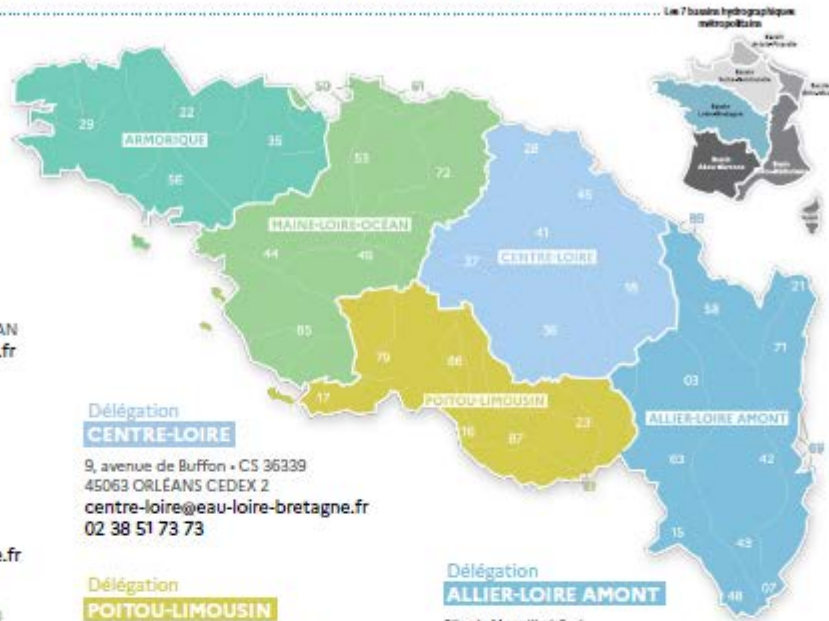 Les 7 bassins hydrographiques
métropolitains
50
61
29
22
35
ARMORIQUE
56
53
72
28
45
MAINE-LOIRE-OCÉAN
41
44
49
37
CENTRE-LOIRE
18
89
21
58
85
79
86
36
71
03
17
POITOU-LIMOUSIN
ALLIER-LOIRE AMONT
16
87
23
63
42
69
15
43
48
07
AN
.fr
Délégation
CENTRE-LOIRE
9, avenue de Buffon • CS 36339
45063 ORLÉANS CEDEX 2
centre-loire@eau-loire-bretagne.fr
02 38 51 73 73
e.fr
Délégation
POITOU-LIMOUSIN
Délégation
ALLIER-LOIRE AMONT